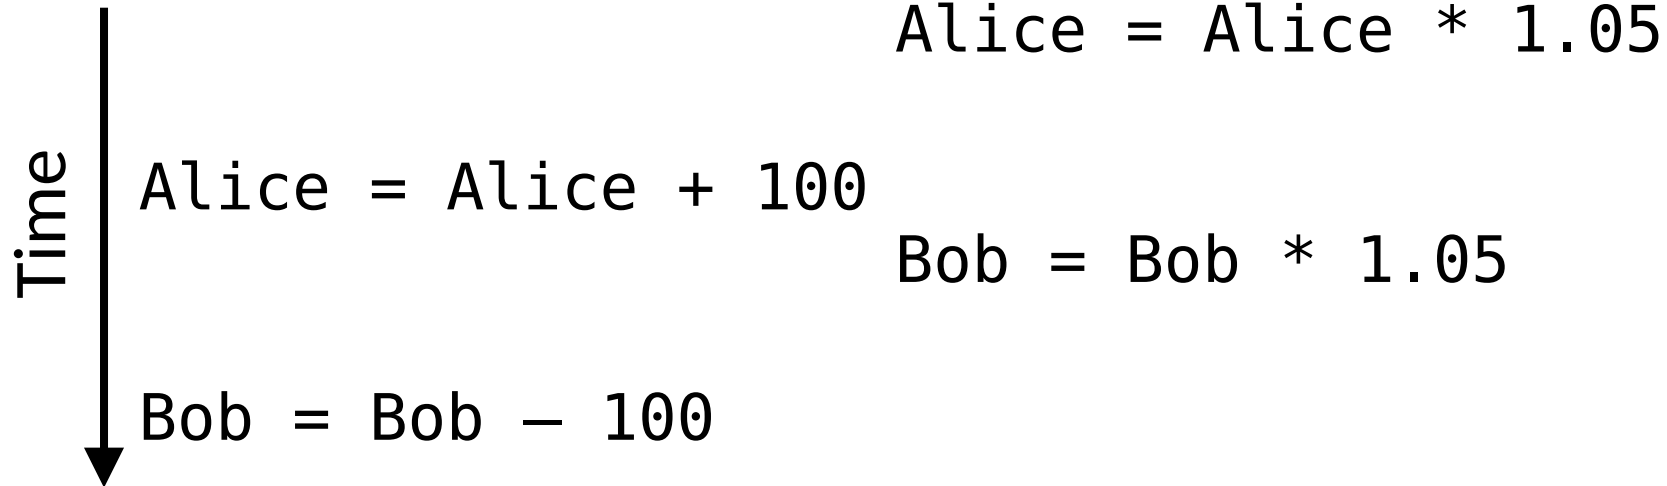 Time
Alice = Alice * 1.05
Alice = Alice + 100
Bob = Bob * 1.05
Bob = Bob – 100